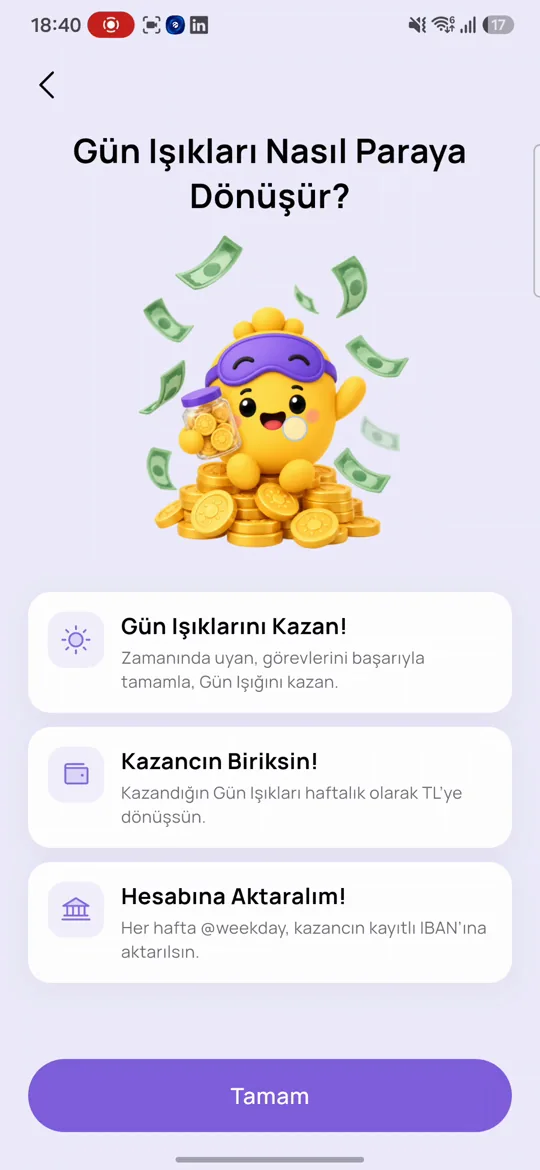 18:40
in
6
17
Gün Işıkları Nasıl Paraya
Dönüşür?
Gün Işıklarını Kazan!
Zamanında uyan, görevlerini başarıyla
tamamla, Gün Işığını kazan.
Kazancın Biriksin!
Kazandığın Gün Işıkları haftalık olarak TL'ye
dönüşsün.
Hesabına Aktaralım!
Her hafta @weekday, kazancın kayıtlı IBAN'ına
aktarılsın.
Tamam